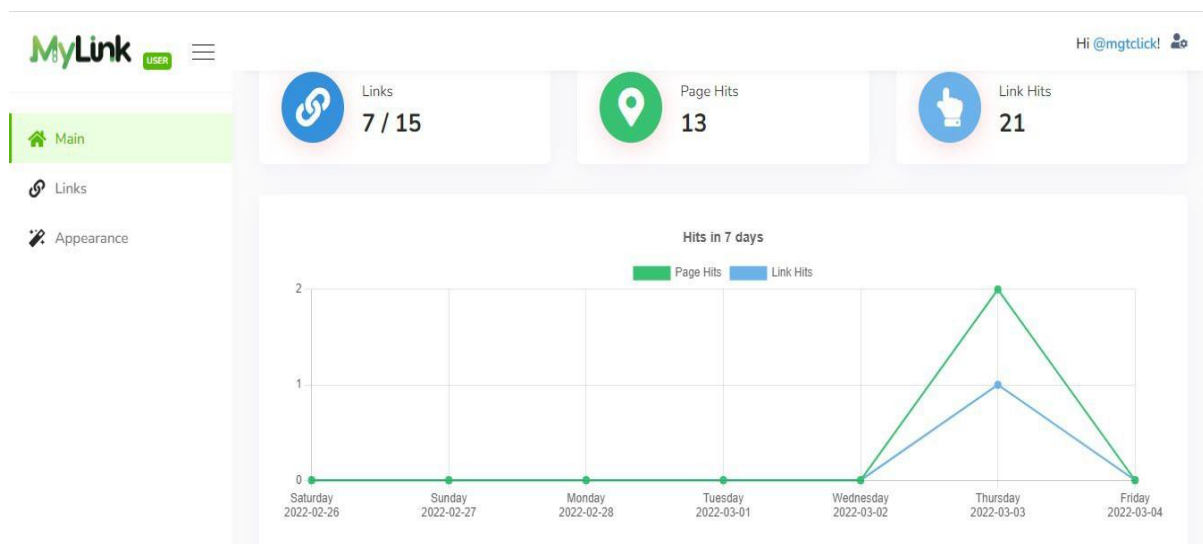 MyLink USER
Hi @mgtclick!
Links
7 / 15
Page Hits
13
Link Hits
21
Main
Links
Appearance
Hits in 7 days
Page Hits Link Hits
2
1
0
Saturday Sunday Monday Tuesday Wednesday Thursday Friday
2022-02-26 2022-02-27 2022-02-28 2022-03-01 2022-03-02 2022-03-03 2022-03-04